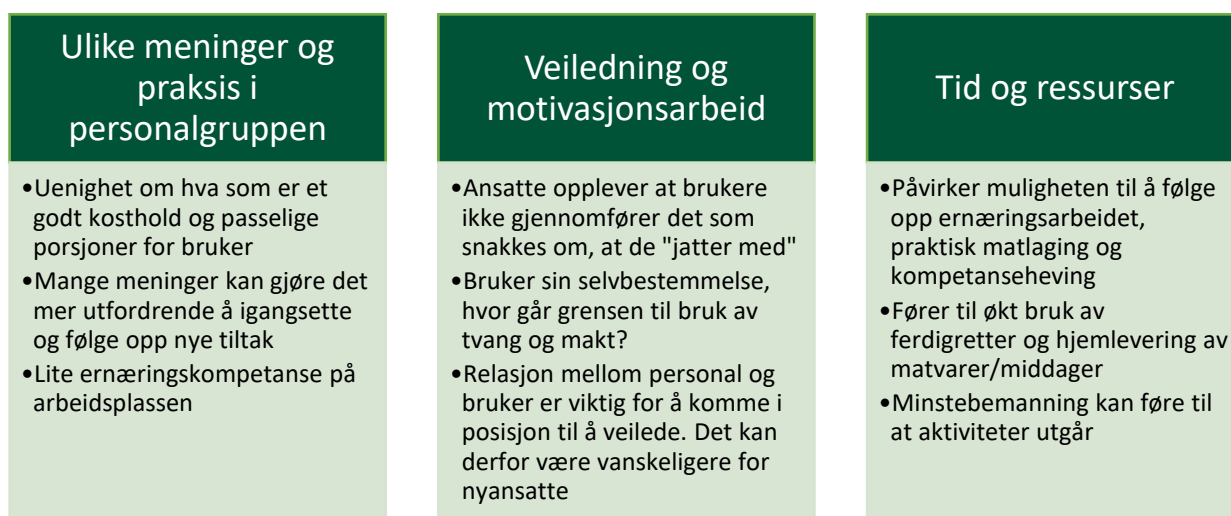 Ulike meninger og
praksis i
personalgruppen
•Uenighet om hva som er et
godt kosthold og passelige
porsjoner for bruker
•Mange meninger kan gjøre det
mer utfordrende å igangsette
og følge opp nye tiltak
•Lite ernæringskompetanse på
arbeidsplassen
Veiledning og
motivasjonsarbeid
•Ansatte opplever at brukere
ikke gjennomfører det som
snakkes om, at de "jatter med"
•Bruker sin selvbestemmelse,
hvor går grensen til bruk av
tvang og makt?
•Relasjon mellom personal og
bruker er viktig for å komme i
posisjon til å veilede. Det kan
derfor være vanskeligere for
nyansatte
Tid og ressurser
•Påvirker muligheten til å følge
opp ernæringsarbeidet,
praktisk matlaging og
kompetanseheving
•Fører til økt bruk av
ferdigretter og hjemlevering av
matvarer/middager
•Minstebemanning kan føre til
at aktiviteter utgår